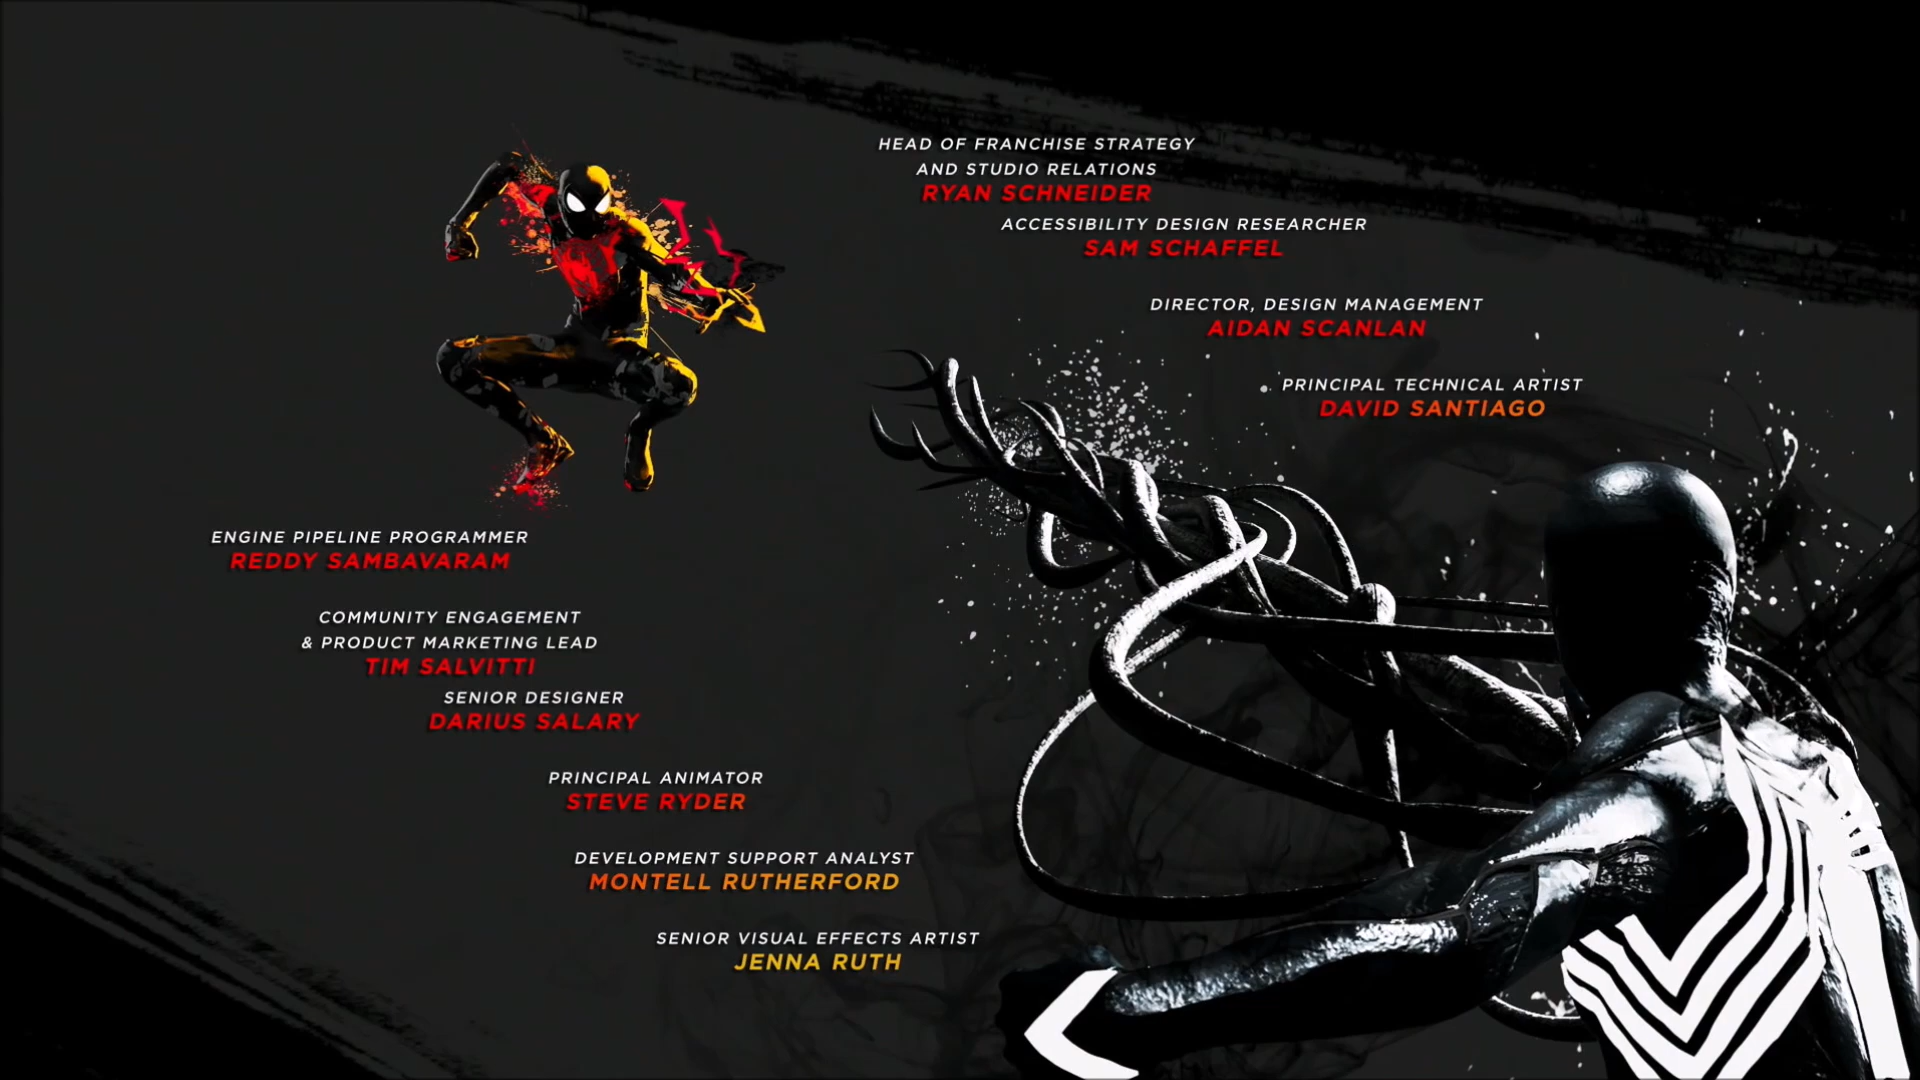 HEAD OF FRANCHISE STRATEGY
AND STUDIO RELATIONS
RYAN SCHNEIDER
ACCESSIBILITY DESIGN RESEARCHER
SAM SCHAFFEL
DIRECTOR, DESIGN MANAGEMENT
AIDAN SCANLAN
PRINCIPAL TECHNICAL ARTIST
DAVID SANTIAGO
ENGINE PIPELINE PROGRAMMER
REDDY SAMBAVARAM
COMMUNITY ENGAGEMENT
& PRODUCT MARKETING LEAD
TIM SALVITTI
SENIOR DESIGNER
DARIUS SALARY
PRINCIPAL ANIMATOR
STEVE RYDER
DEVELOPMENT SUPPORT ANALYST
MONTELL RUTHERFORD
SENIOR VISUAL EFFECTS ARTIST
JENNA RUTH